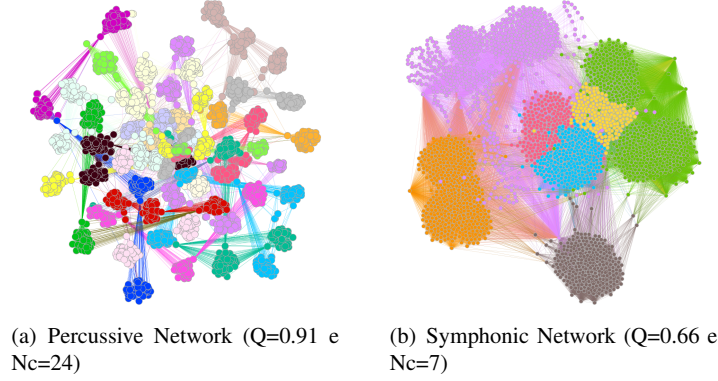 (a) Percussive Network (Q=0.91 e
Nc=24)
(b) Symphonic Network (Q=0.66 e
Nc=7)